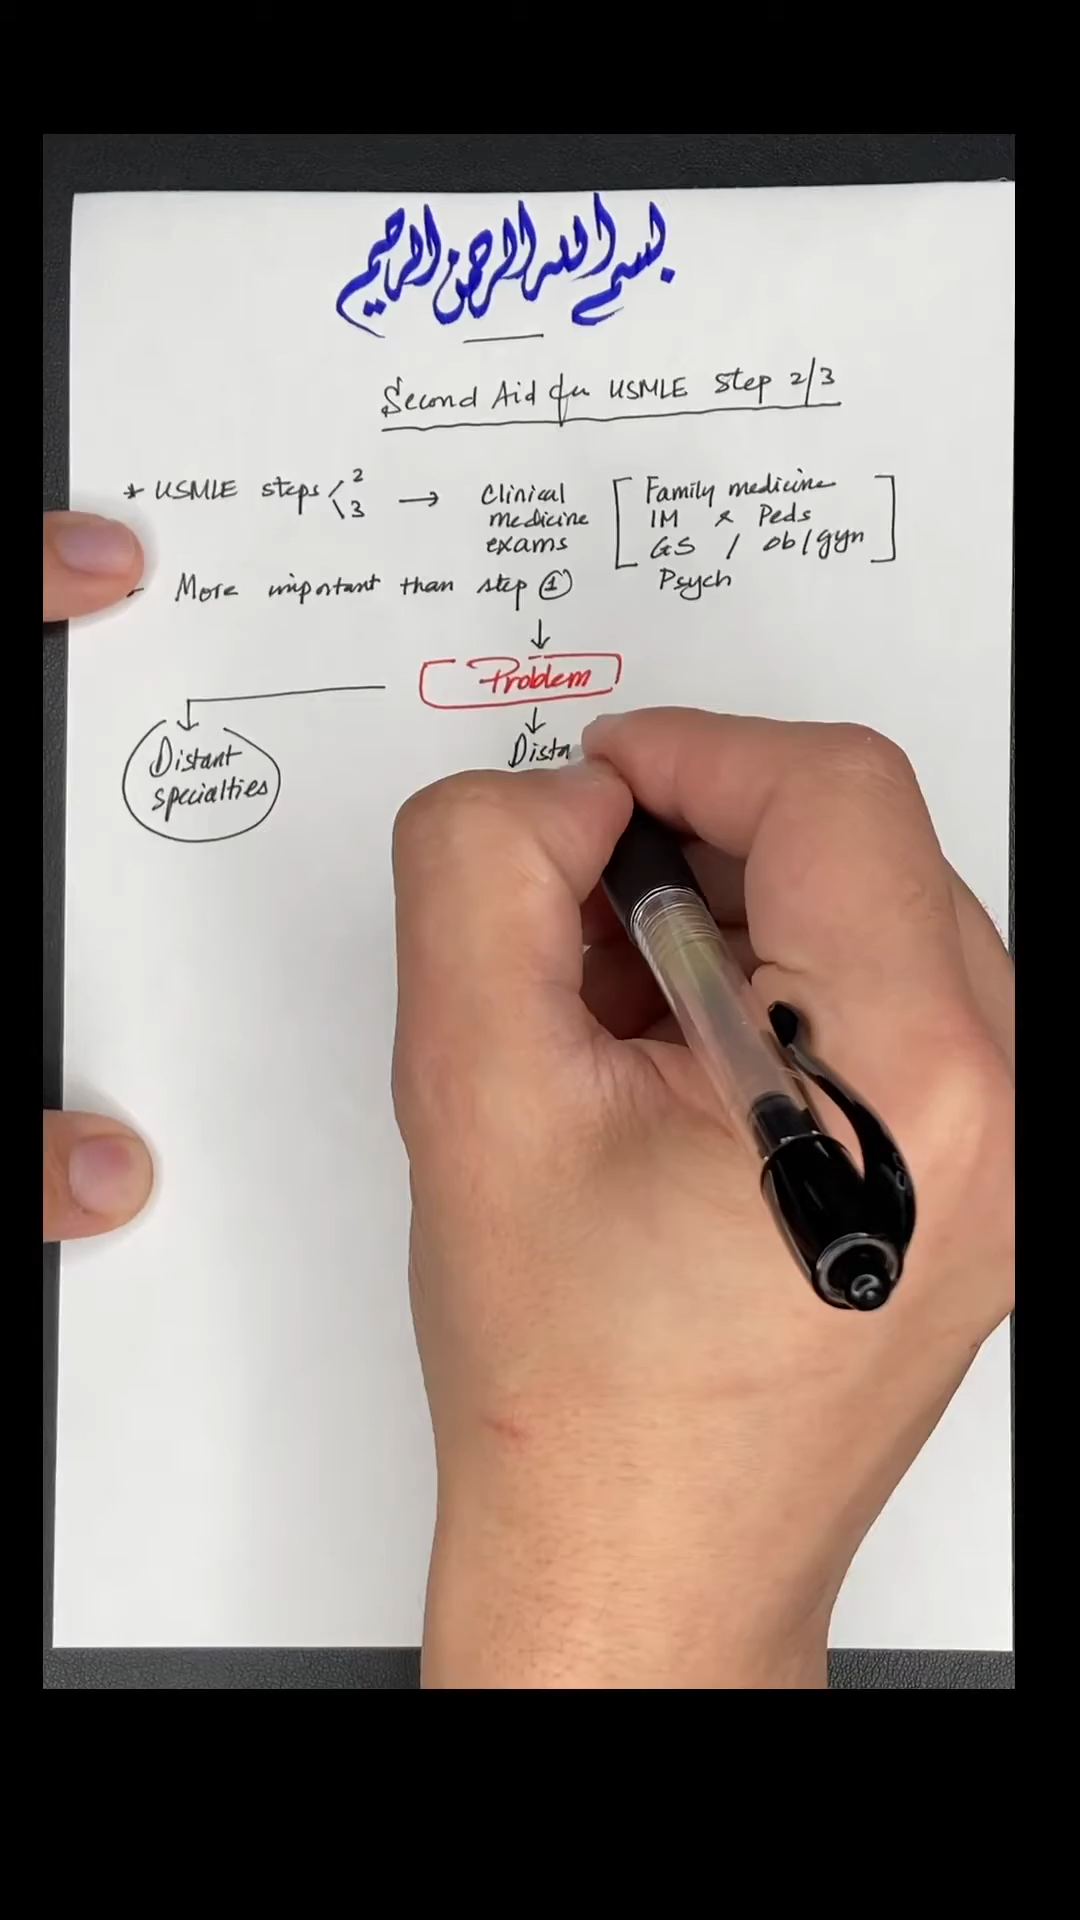 بسم الله الرحمن الرحيم
Second Aid for USMLE Step 2/3
* USMLE steps 2 3 → Clinical medicine exams [Family medicine
IM & Peds
GS / Ob/gyn]
Psych
- More important than step ①
↓
Problem
↓
Distant specialties
Dista